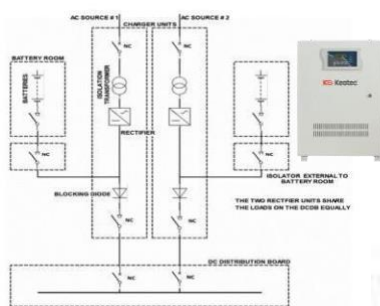 AC SOURCE # 1
AC SOURCE # 2
CHARGER UNITS
NC
NC
BATTERY ROOM
BATTERIES
ISOLATION
TRANSFORMER
KG Keatec
RECTIFIER
NC
NC
ISOLATOR EXTERNAL TO
BATTERY ROOM
BLOCKING DIODE
THE TWO RECTIFIER UNITS SHARE
THE LOADS ON THE DCDB EQUALLY
NC
NC
DC DISTRIBUTION BOARD
NC
NC